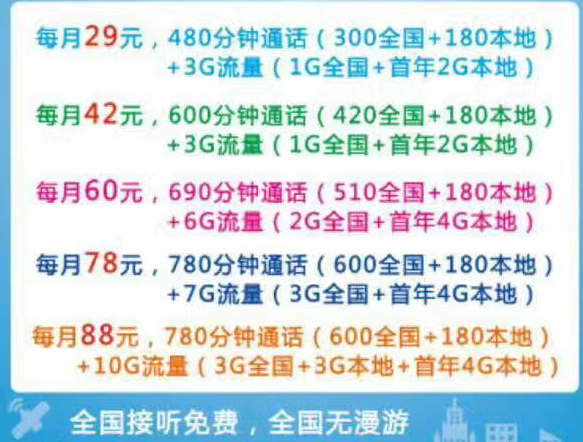 每月29元，480分钟通话（300全国+180本地）
+3G流量（1G全国+首年2G本地）
每月42元，600分钟通话（420全国+180本地）
+3G流量（1G全国+首年2G本地）
每月60元，690分钟通话（510全国+180本地）
+6G流量（2G全国+首年4G本地）
每月78元，780分钟通话（600全国+180本地）
+7G流量（3G全国+首年4G本地）
每月88元，780分钟通话（600全国+180本地）
+10G流量（3G全国+3G本地+首年4G本地）
全国接听免费，全国无漫游